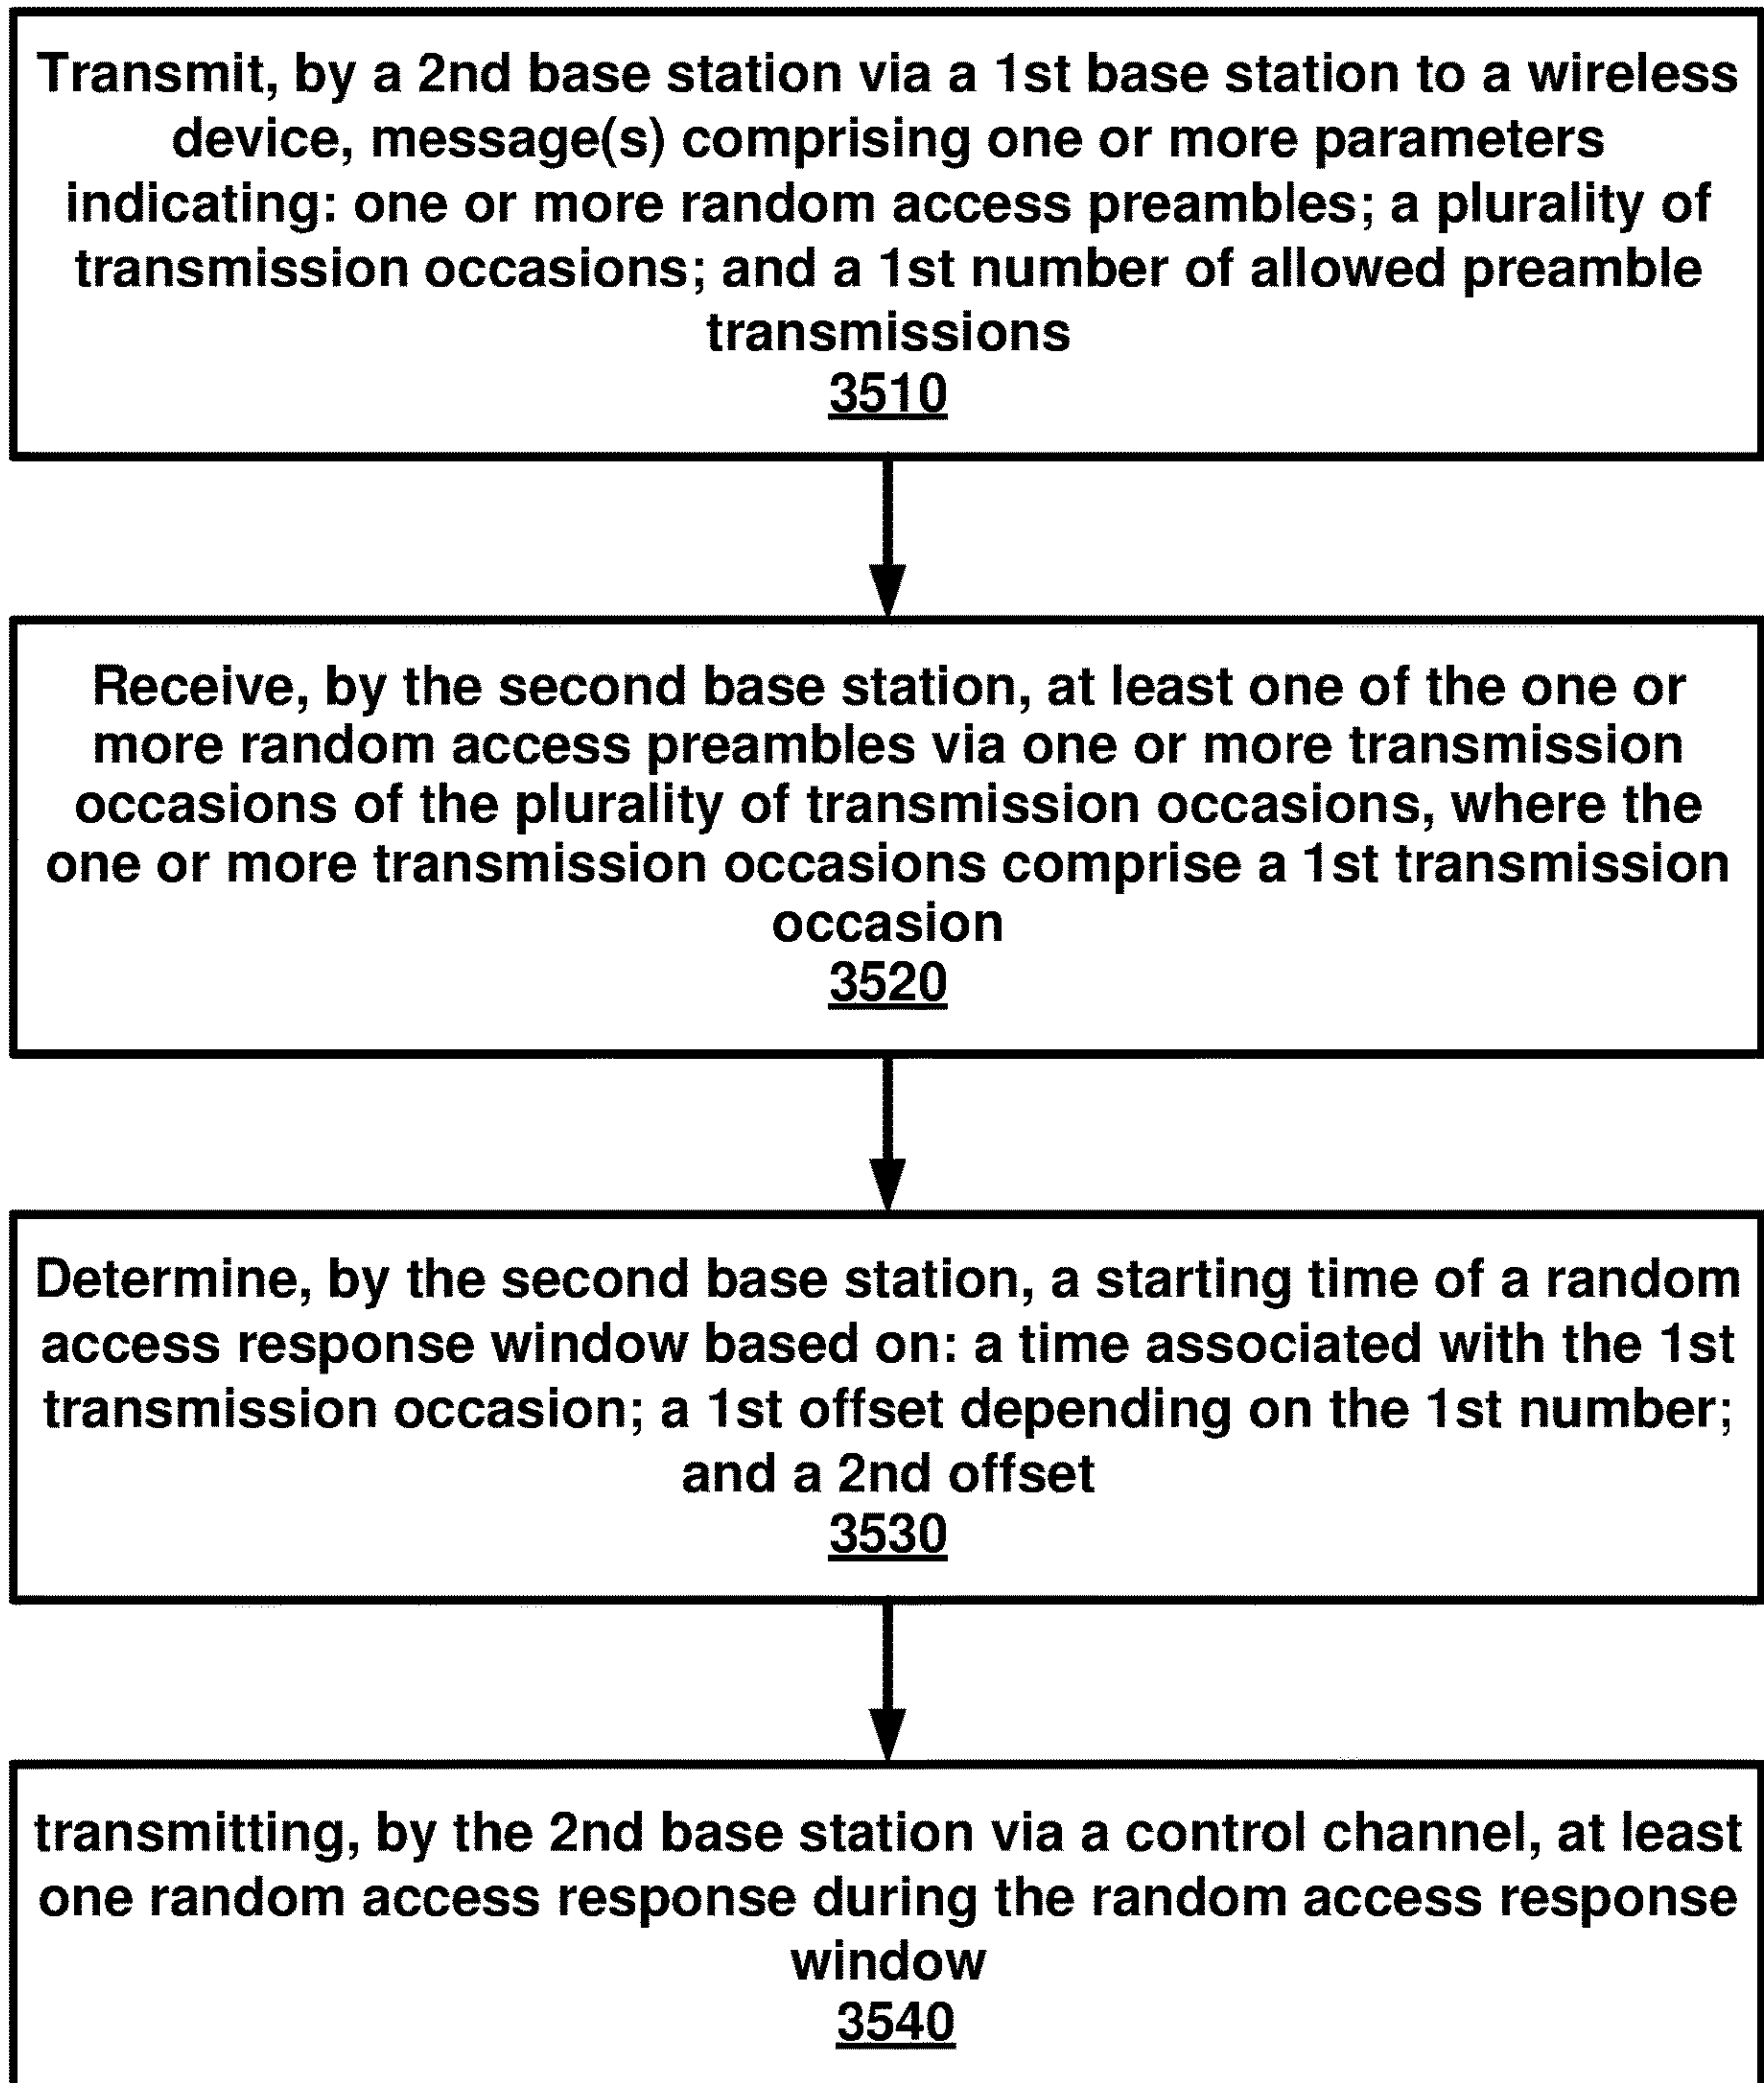 Transmit, by a 2nd base station via a 1st base station to a wireless
device, message(s) comprising one or more parameters
indicating: one or more random access preambles; a plurality of
transmission occasions; and a 1st number of allowed preamble
transmissions
3510
Receive, by the second base station, at least one of the one or
more random access preambles via one or more transmission
occasions of the plurality of transmission occasions, where the
one or more transmission occasions comprise a 1st transmission
occasion
3520
Determine, by the second base station, a starting time of a random
access response window based on: a time associated with the 1st
transmission occasion; a 1st offset depending on the 1st number;
and a 2nd offset
3530
transmitting, by the 2nd base station via a control channel, at least
one random access response during the random access response
window
3540